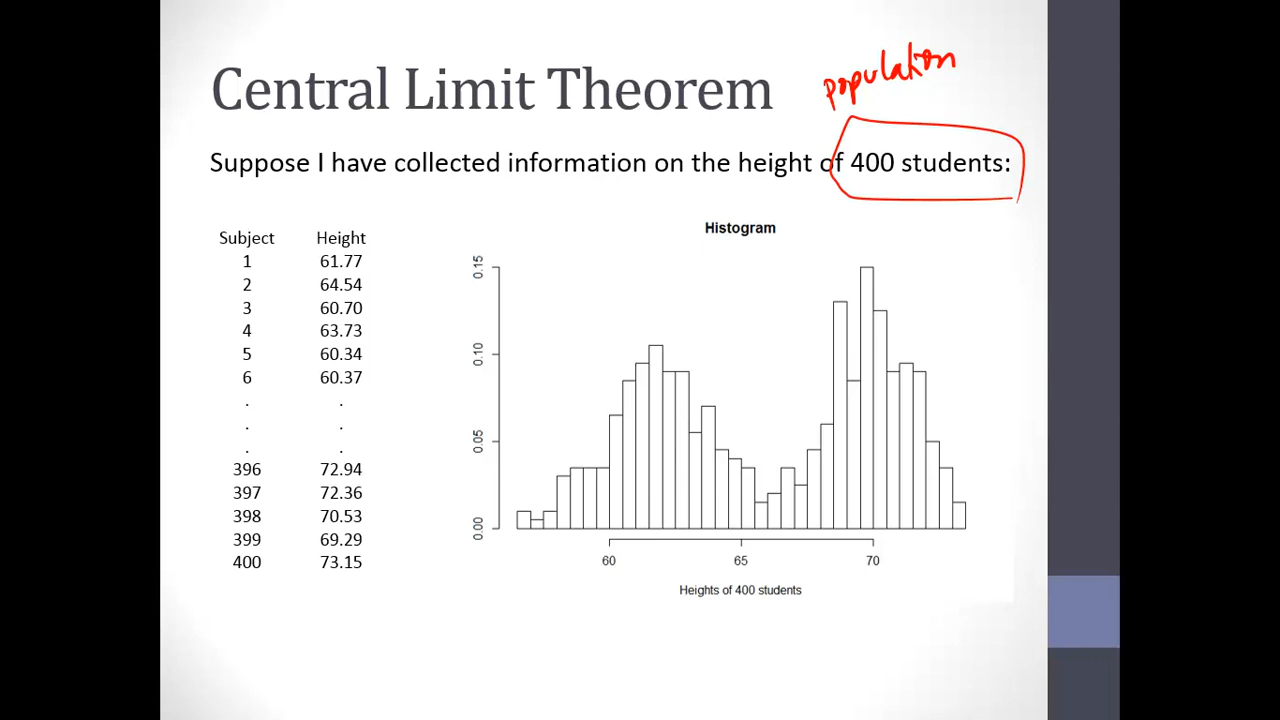 Central Limit Theorem
population
Suppose I have collected information on the height of 400 students:
Subject Height
1 61.77
2 64.54
3 60.70
4 63.73
5 60.34
6 60.37
. .
. .
. .
396 72.94
397 72.36
398 70.53
399 69.29
400 73.15
Histogram
0.15
0.10
0.05
0.00
60 65 70
Heights of 400 students